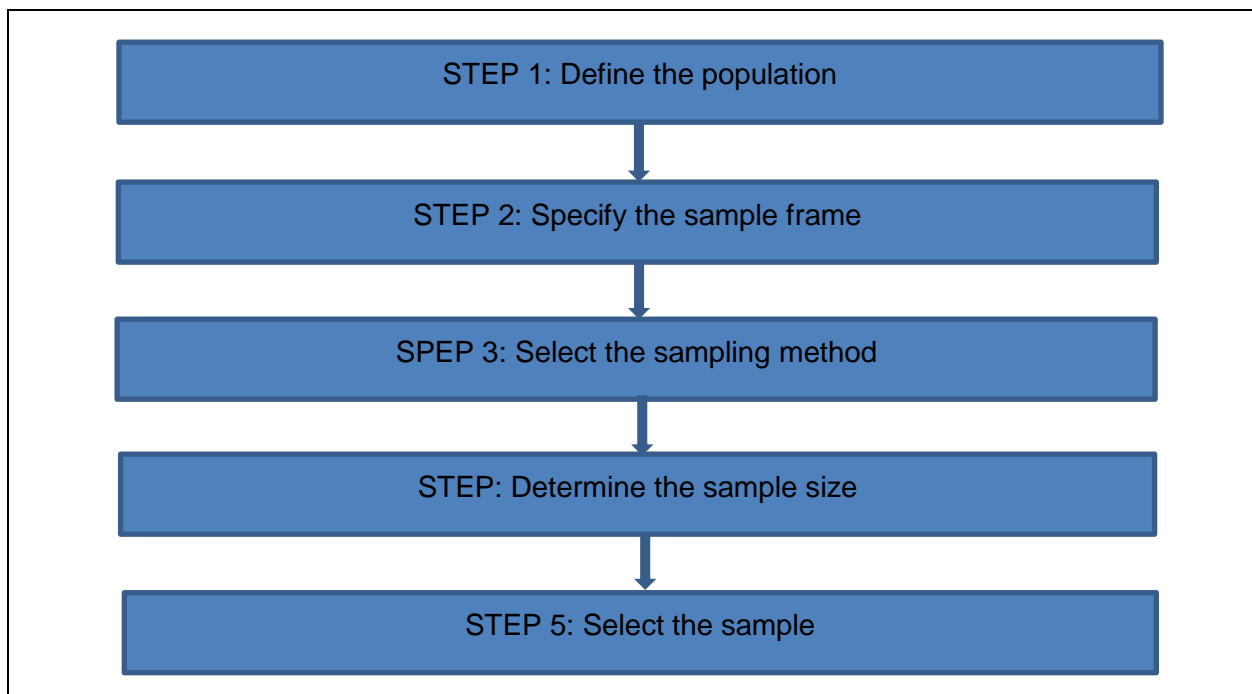 STEP 1: Define the population
STEP 2: Specify the sample frame
SPEP 3: Select the sampling method
STEP: Determine the sample size
STEP 5: Select the sample